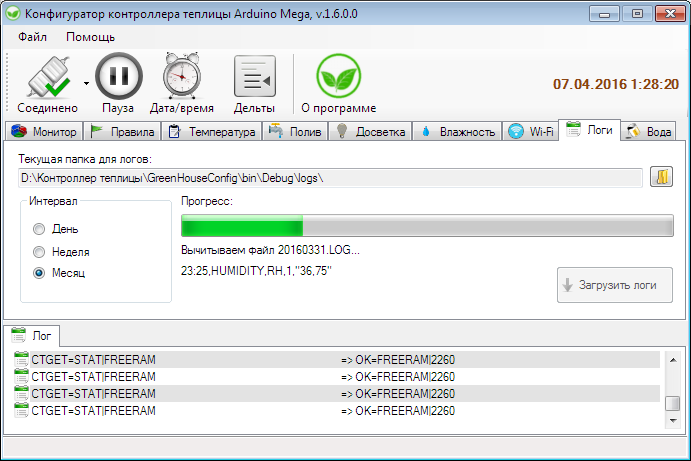 Конфигуратор контроллера теплицы Arduino Mega, v.1.6.0.0
Файл Помощь
Соединено Пауза Дата/время Дельты О программе
07.04.2016 1:28:20
Монитор Правила Температура Полив Досветка Влажность Wi-Fi Логи Вода
Текущая папка для логов:
D:\Контроллер теплицы\GreenHouseConfig\bin\Debug\logs\
Интервал
День
Неделя
Месяц
Прогресс:
Вычитываем файл 20160331.LOG...
23:25,HUMIDITY,RH,1,"36,75"
Загрузить логи
Лог
CTGET=STAT|FREERAM => OK=FREERAM|2260
CTGET=STAT|FREERAM => OK=FREERAM|2260
CTGET=STAT|FREERAM => OK=FREERAM|2260
CTGET=STAT|FREERAM => OK=FREERAM|2260